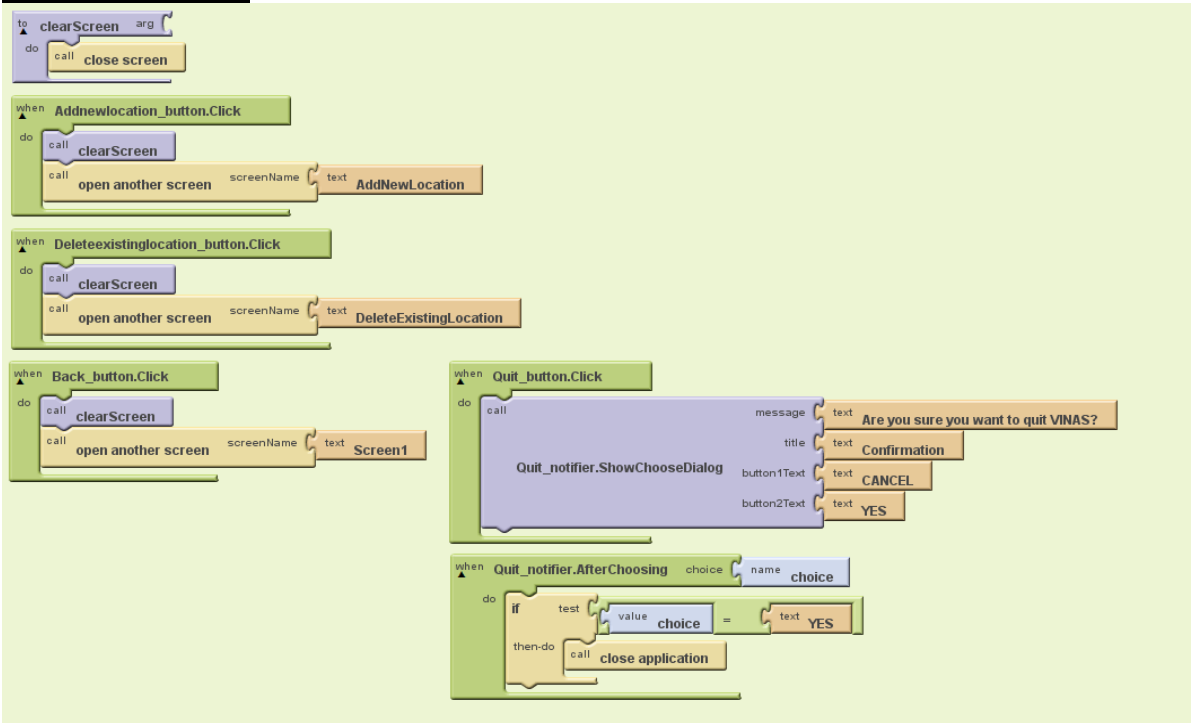 to clearScreen arg
do call close screen
when Addnewlocation_button.Click
do call clearScreen
call open another screen screenName text AddNewLocation
when Deleteexistinglocation_button.Click
do call clearScreen
call open another screen screenName text DeleteExistingLocation
when Back_button.Click
do call clearScreen
call open another screen screenName text Screen1
when Quit_button.Click
do call Quit_notifier.ShowChooseDialog
message text Are you sure you want to quit VINAS?
title text Confirmation
button1Text text CANCEL
button2Text text YES
when Quit_notifier.AfterChoosing choice name choice
do if test value choice = text YES
then-do call close application